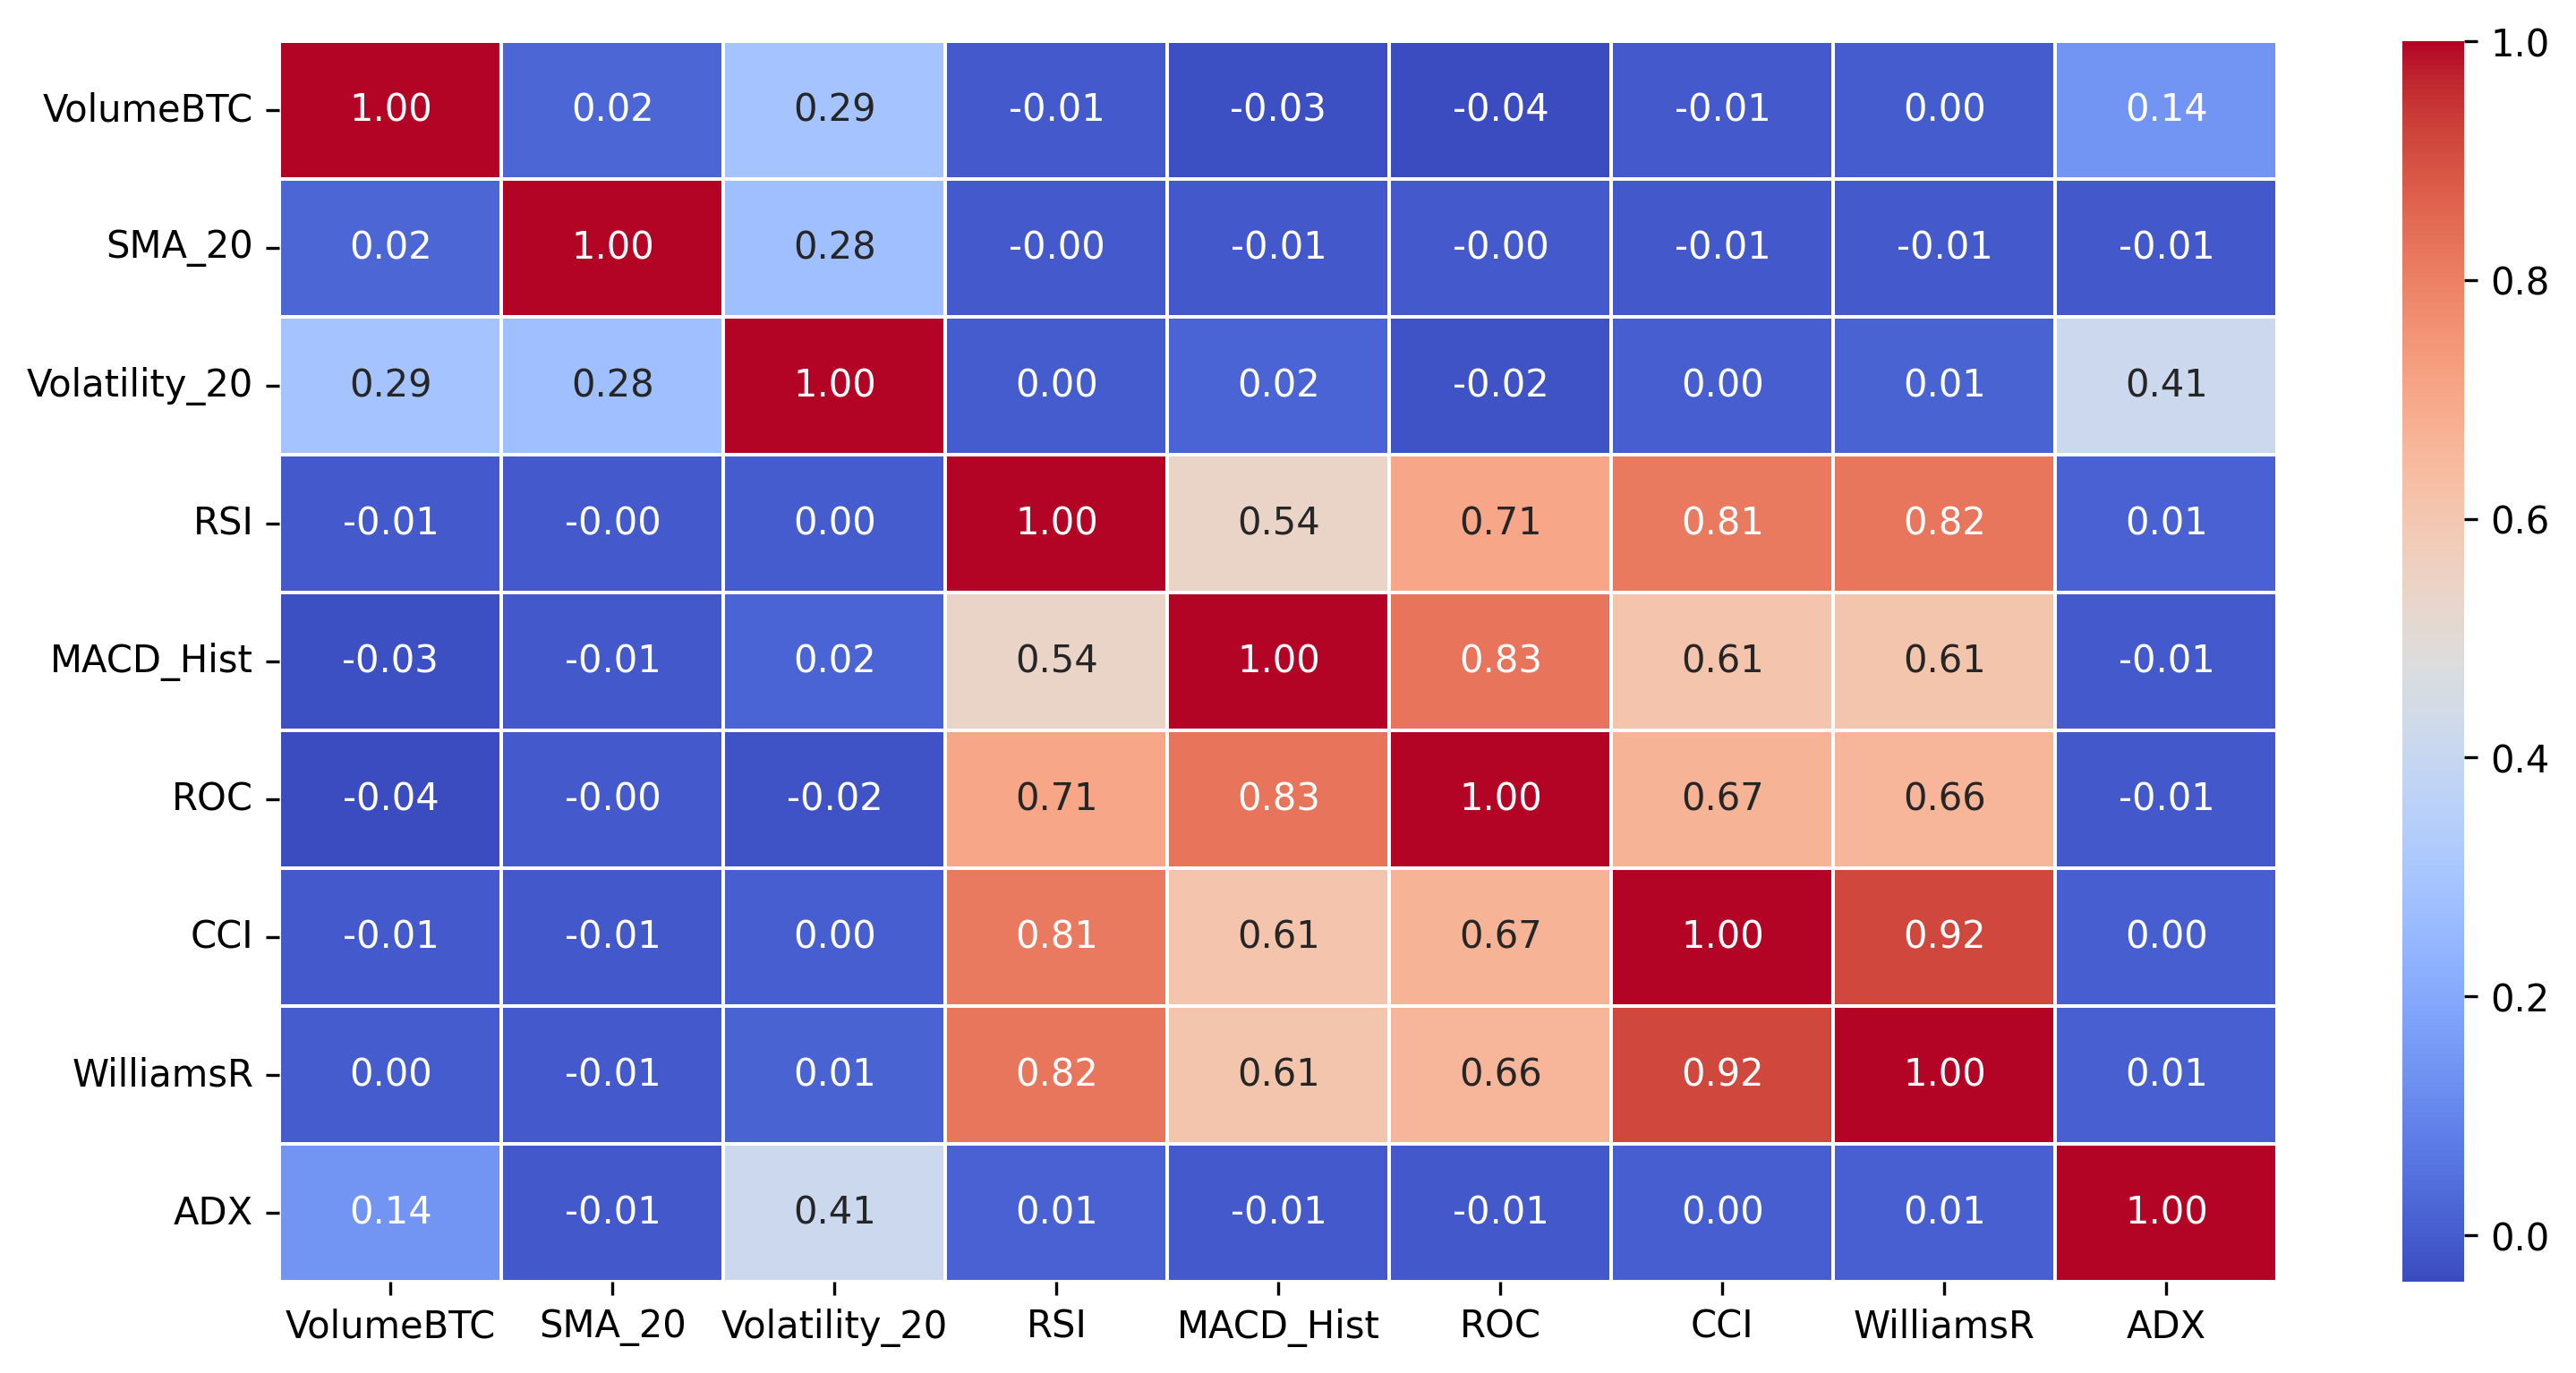 VolumeBTC 1.00 0.02 0.29 -0.01 -0.03 -0.04 -0.01 0.00 0.14
SMA_20 0.02 1.00 0.28 -0.00 -0.01 -0.00 -0.01 -0.01 -0.01
Volatility_20 0.29 0.28 1.00 0.00 0.02 -0.02 0.00 0.01 0.41
RSI -0.01 -0.00 0.00 1.00 0.54 0.71 0.81 0.82 0.01
MACD_Hist -0.03 -0.01 0.02 0.54 1.00 0.83 0.61 0.61 -0.01
ROC -0.04 -0.00 -0.02 0.71 0.83 1.00 0.67 0.66 -0.01
CCI -0.01 -0.01 0.00 0.81 0.61 0.67 1.00 0.92 0.00
WilliamsR 0.00 -0.01 0.01 0.82 0.61 0.66 0.92 1.00 0.01
ADX 0.14 -0.01 0.41 0.01 -0.01 -0.01 0.00 0.01 1.00
VolumeBTC SMA_20 Volatility_20 RSI MACD_Hist ROC CCI WilliamsR ADX
1.0
0.8
0.6
0.4
0.2
0.0